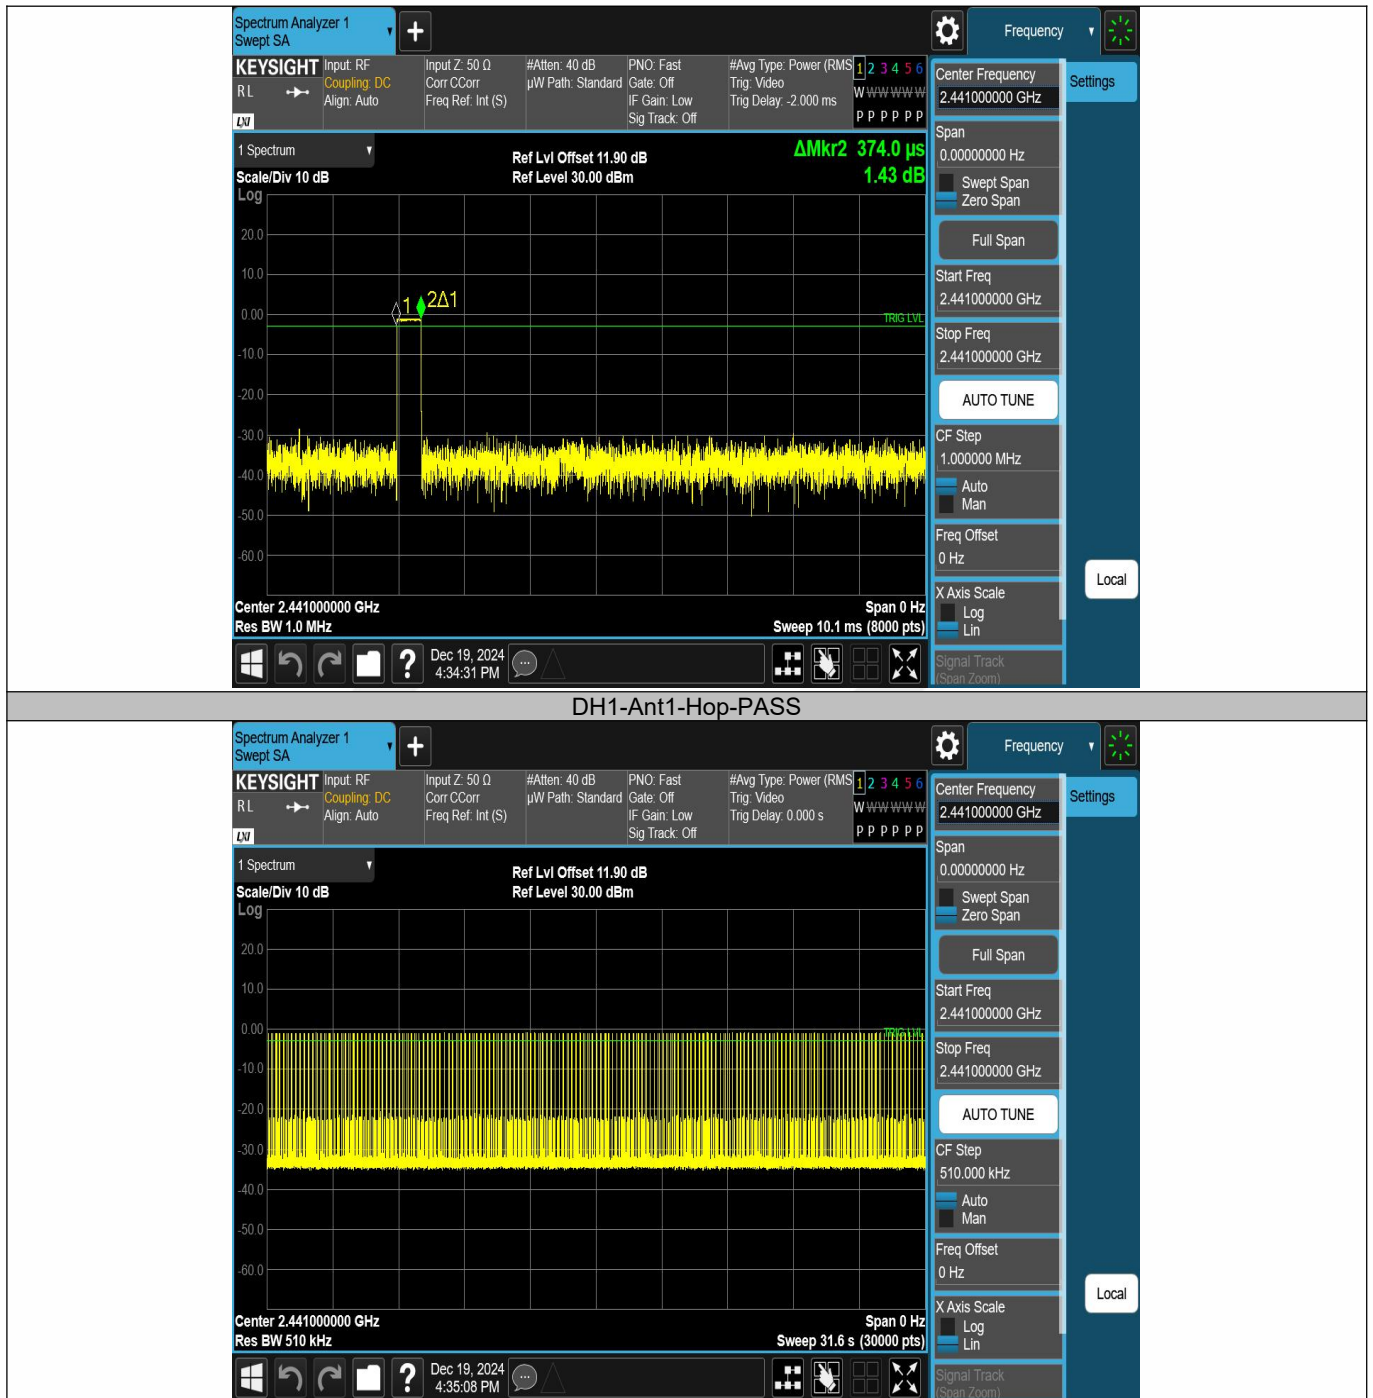 Spectrum Analyzer 1
Swept SA
Frequency
KEYSIGHT
RL
LXI
Input: RF
Coupling: DC
Align: Auto
Input Z: 50 Ω
Corr CCorr
Freq Ref: Int (S)
#Atten: 40 dB
µW Path: Standard
PNO: Fast
Gate: Off
IF Gain: Low
Sig Track: Off
#Avg Type: Power (RMS
Trig: Video
Trig Delay: -2.000 ms
1 2 3 4 5 6
W W W W W W
P P P P P P
Center Frequency
2.441000000 GHz
Settings
1 Spectrum
Scale/Div 10 dB
Ref Lvl Offset 11.90 dB
Ref Level 30.00 dBm
ΔMkr2 374.0 µs
1.43 dB
Log
20.0
10.0
0.00
-10.0
-20.0
-30.0
-40.0
-50.0
-60.0
1
2Δ1
TRIG LVL
Center 2.441000000 GHz
Res BW 1.0 MHz
Span 0 Hz
Sweep 10.1 ms (8000 pts)
Span
0.00000000 Hz
Swept Span
Zero Span
Full Span
Start Freq
2.441000000 GHz
Stop Freq
2.441000000 GHz
AUTO TUNE
CF Step
1.000000 MHz
Auto
Man
Freq Offset
0 Hz
X Axis Scale
Log
Lin
Signal Track
(Span Zoom)
Local
?
Dec 19, 2024
4:34:31 PM
DH1-Ant1-Hop-PASS
Spectrum Analyzer 1
Swept SA
Frequency
KEYSIGHT
RL
LXI
Input: RF
Coupling: DC
Align: Auto
Input Z: 50 Ω
Corr CCorr
Freq Ref: Int (S)
#Atten: 40 dB
µW Path: Standard
PNO: Fast
Gate: Off
IF Gain: Low
Sig Track: Off
#Avg Type: Power (RMS
Trig: Video
Trig Delay: 0.000 s
1 2 3 4 5 6
W W W W W W
P P P P P P
Center Frequency
2.441000000 GHz
Settings
1 Spectrum
Scale/Div 10 dB
Ref Lvl Offset 11.90 dB
Ref Level 30.00 dBm
Log
20.0
10.0
0.00
-10.0
-20.0
-30.0
-40.0
-50.0
-60.0
TRIG LVL
Center 2.441000000 GHz
Res BW 510 kHz
Span 0 Hz
Sweep 31.6 s (30000 pts)
Span
0.00000000 Hz
Swept Span
Zero Span
Full Span
Start Freq
2.441000000 GHz
Stop Freq
2.441000000 GHz
AUTO TUNE
CF Step
510.000 kHz
Auto
Man
Freq Offset
0 Hz
X Axis Scale
Log
Lin
Signal Track
(Span Zoom)
Local
?
Dec 19, 2024
4:35:08 PM